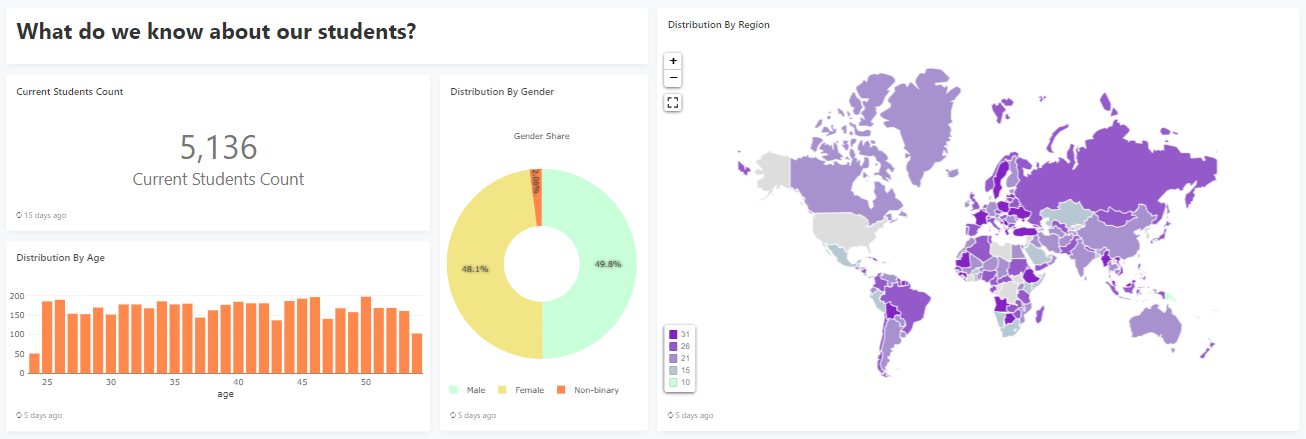 What do we know about our students?
Current Students Count
5,136
Current Students Count
15 days ago
Distribution By Age
200
150
100
50
0
25
30
35
40
45
50
age
5 days ago
Distribution By Gender
Gender Share
2.06%
48.1%
49.8%
Male
Female
Non-binary
5 days ago
Distribution By Region
+
−
31
26
21
15
10
5 days ago